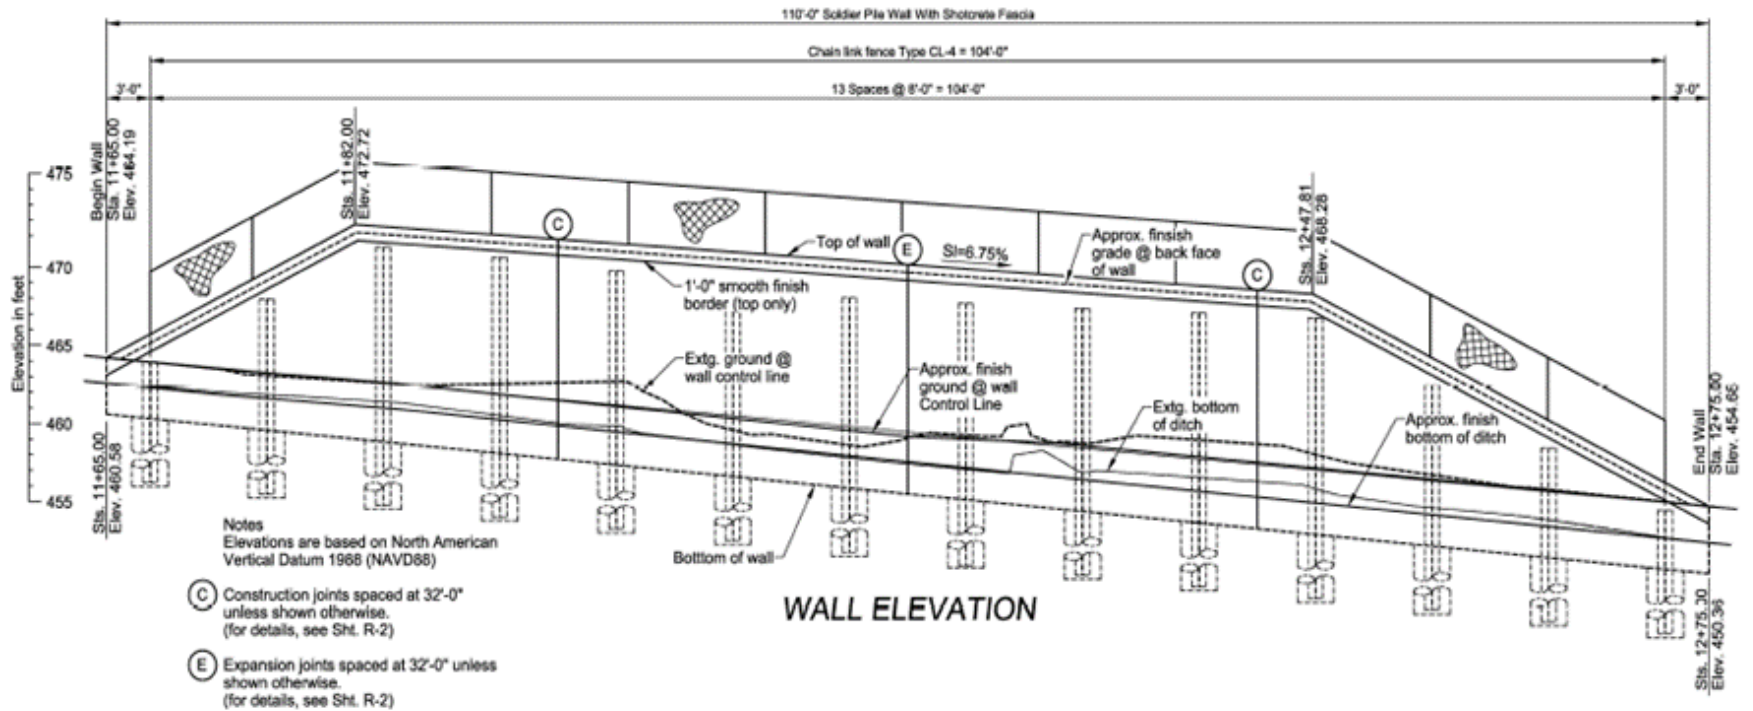 110'-0" Soldier Pile Wall With Shotcrete Fascia
Chain link fence Type CL-4 = 104'-0"
3'-0"
13 Spaces @ 8'-0" = 104'-0"
3'-0"
Begin Wall
Sta. 11+65.00
Elev. 464.19
Sts. 11+82.00
Elev. 472.72
Sts. 12+47.81
Elev. 468.28
475
470
465
460
455
Elevation in feet
C
E
C
Top of wall
Sl=6.75%
Approx. finsish
grade @ back face
of wall
1'-0" smooth finish
border (top only)
Extg. ground @
wall control line
Approx. finish
ground @ wall
Control Line
Extg. bottom
of ditch
Approx. finish
bottom of ditch
End Wall
Sta. 12+75.00
Elev. 454.66
Sts. 11+65.00
Elev. 460.58
Bottom of wall
Sts. 12+75.00
Elev. 450.36
Notes
Elevations are based on North American
Vertical Datum 1988 (NAVD88)
C Construction joints spaced at 32'-0"
unless shown otherwise.
(for details, see Sht. R-2)
E Expansion joints spaced at 32'-0" unless
shown otherwise.
(for details, see Sht. R-2)
WALL ELEVATION